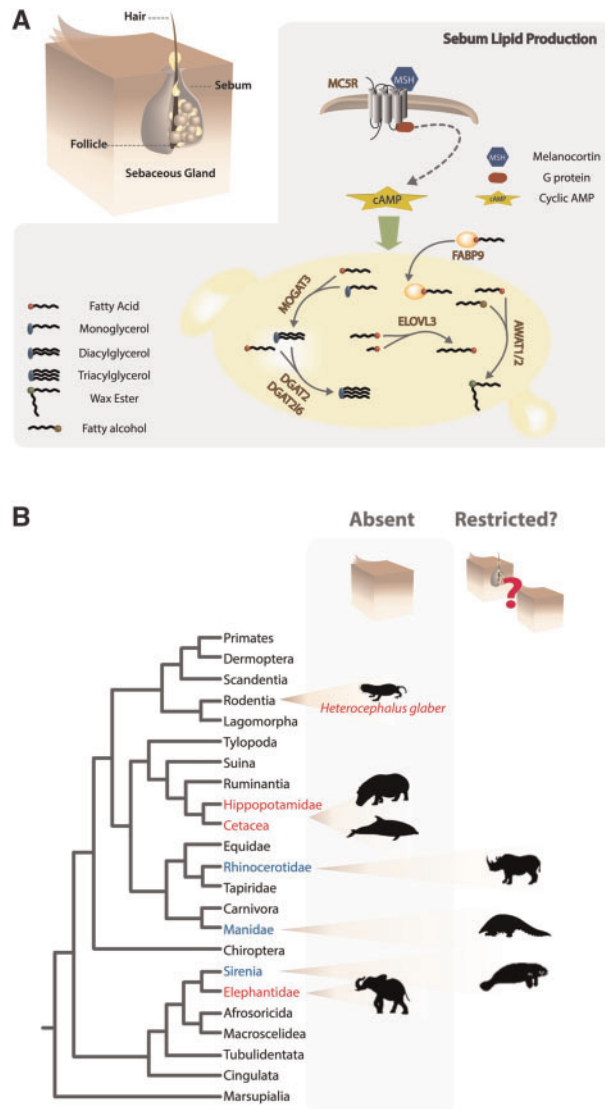 A
Hair
Sebum
Follicle
Sebaceous Gland
Sebum Lipid Production
MC5R
MSH
MSH
Melanocortin
G protein
cAMP
cAMP
Cyclic AMP
FABP9
MOGAT3
ELOVL3
AWAT1/2
DGAT2
DGAT2l6
Fatty Acid
Monoglycerol
Diacylglycerol
Triacylglycerol
Wax Ester
Fatty alcohol
B
Absent
Restricted?
?
Primates
Dermoptera
Scandentia
Rodentia
Heterocephalus glaber
Lagomorpha
Tylopoda
Suina
Ruminantia
Hippopotamidae
Cetacea
Equidae
Rhinocerotidae
Tapiridae
Carnivora
Manidae
Chiroptera
Sirenia
Elephantidae
Afrosoricida
Macroscelidea
Tubulidentata
Cingulata
Marsupialia